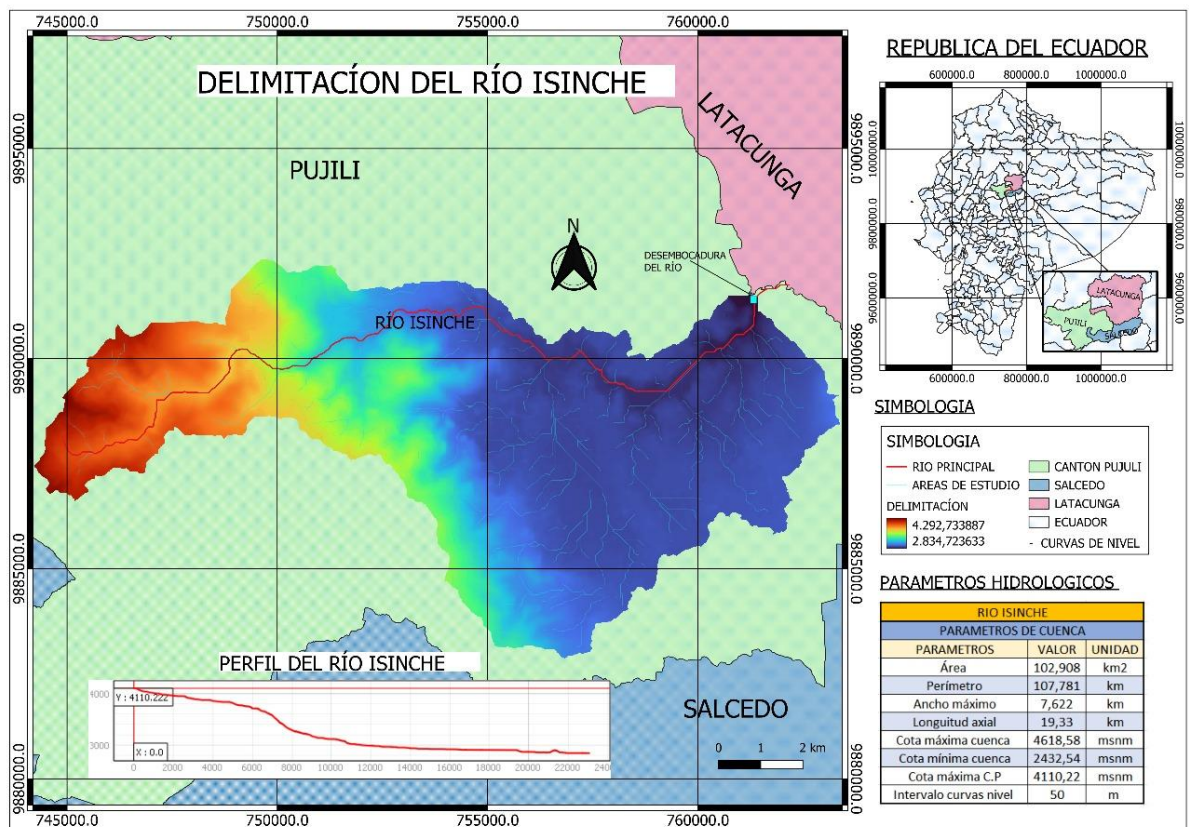 745000.0 750000.0 755000.0 760000.0
DELIMITACÍON DEL RÍO ISINCHE
PUJILI
LATACUNGA
N
DESEMBOCADURA
DEL RÍO
RÍO ISINCHE
SALCEDO
9895000.0
9890000.0
9885000.0
9880000.0
9895000.0
9890000.0
9885000.0
9880000.0
PERFIL DEL RÍO ISINCHE
4000
Y : 4110.222
3000
X : 0.0
0 2000 4000 6000 8000 10000 12000 14000 16000 18000 20000 22000 2400
0 1 2 km
745000.0 750000.0 755000.0 760000.0
REPUBLICA DEL ECUADOR
600000.0 800000.0 1000000.0
10000000.0
9800000.0
9600000.0
10000000.0
9800000.0
9600000.0
LATACUNGA
PUJILI
SALCEDO
600000.0 800000.0 1000000.0
SIMBOLOGIA
SIMBOLOGIA
RIO PRINCIPAL
AREAS DE ESTUDIO
DELIMITACÍON
4.292,733887
2.834,723633
CANTON PUJULI
SALCEDO
LATACUNGA
ECUADOR
CURVAS DE NIVEL
PARAMETROS HIDROLOGICOS
RIO ISINCHE
PARAMETROS DE CUENCA
PARAMETROS VALOR UNIDAD
Área 102,908 km2
Perímetro 107,781 km
Ancho máximo 7,622 km
Longuitud axial 19,33 km
Cota máxima cuenca 4618,58 msnm
Cota mínima cuenca 2432,54 msnm
Cota máxima C.P 4110,22 msnm
Intervalo curvas nivel 50 m